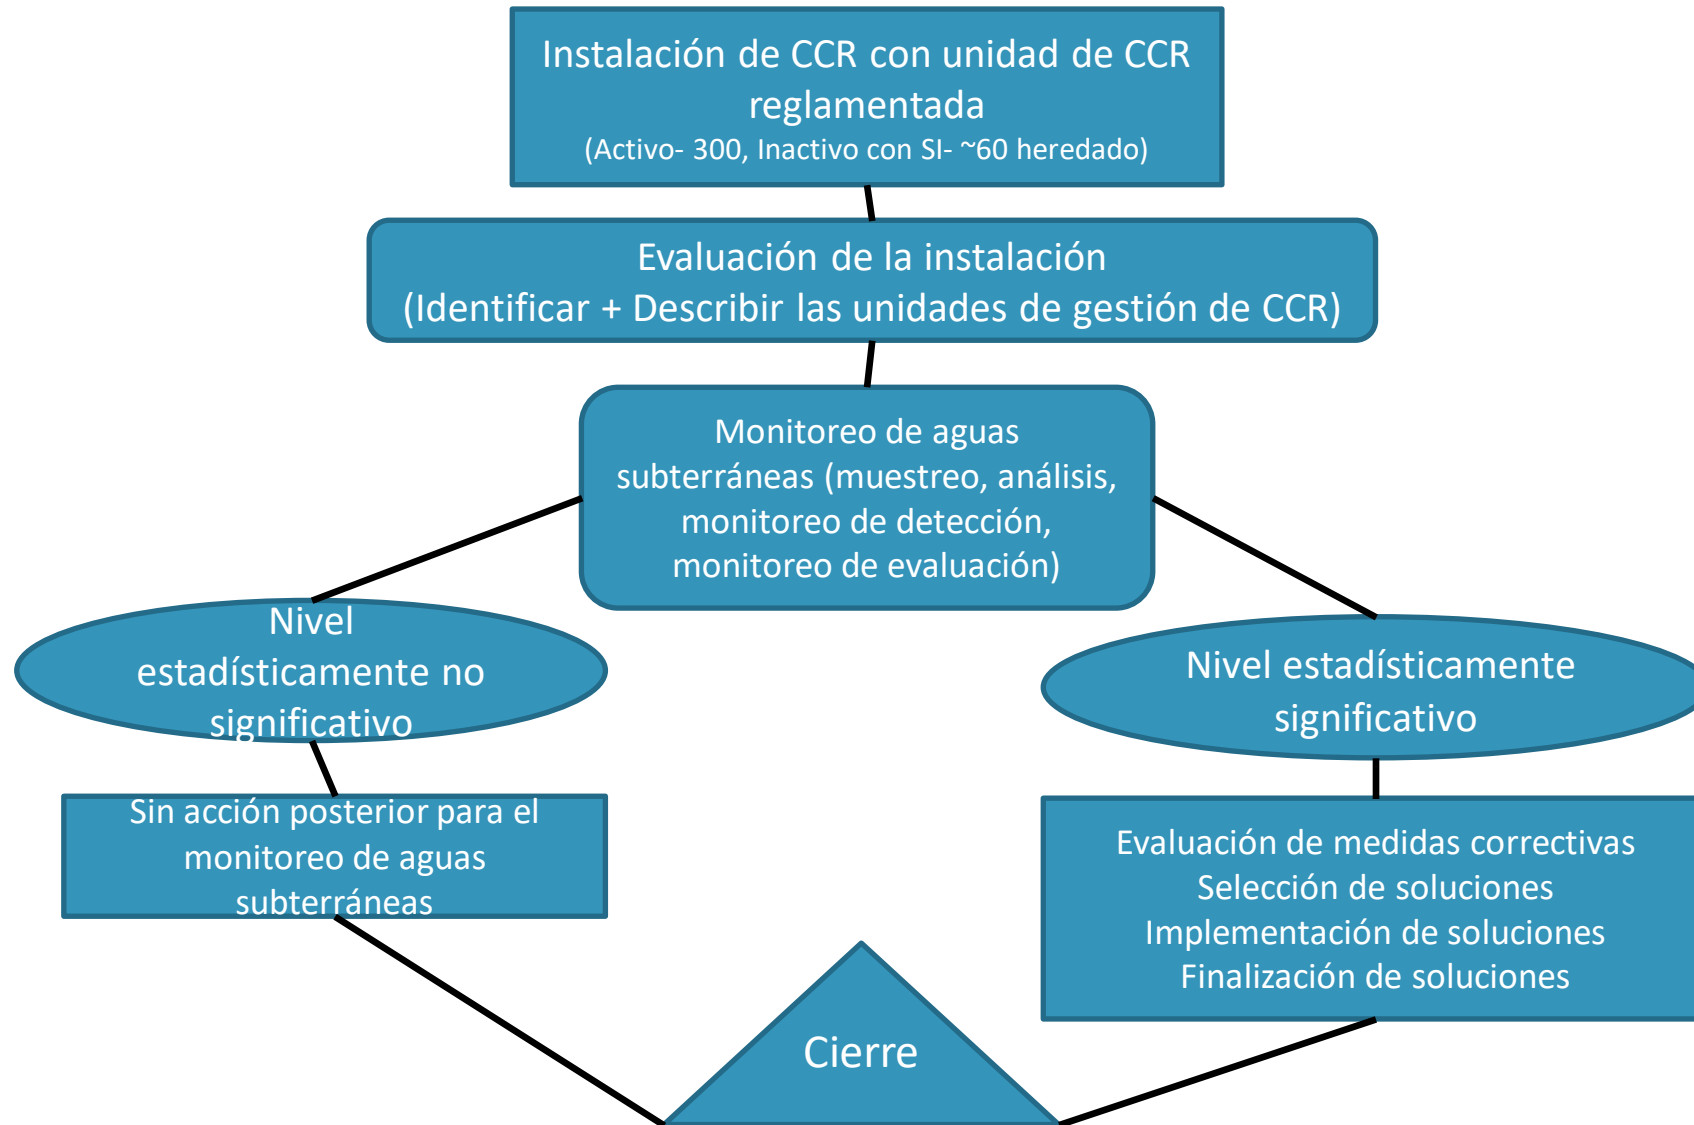 Instalación de CCR con unidad de CCR
reglamentada
(Activo- 300, Inactivo con SI- ~60 heredado)
Evaluación de la instalación
(Identificar + Describir las unidades de gestión de CCR)
Monitoreo de aguas
subterráneas (muestreo, análisis,
monitoreo de detección,
monitoreo de evaluación)
Nivel
estadísticamente no
significativo
Nivel estadísticamente
significativo
Sin acción posterior para el
monitoreo de aguas
subterráneas
Evaluación de medidas correctivas
Selección de soluciones
Implementación de soluciones
Finalización de soluciones
Cierre